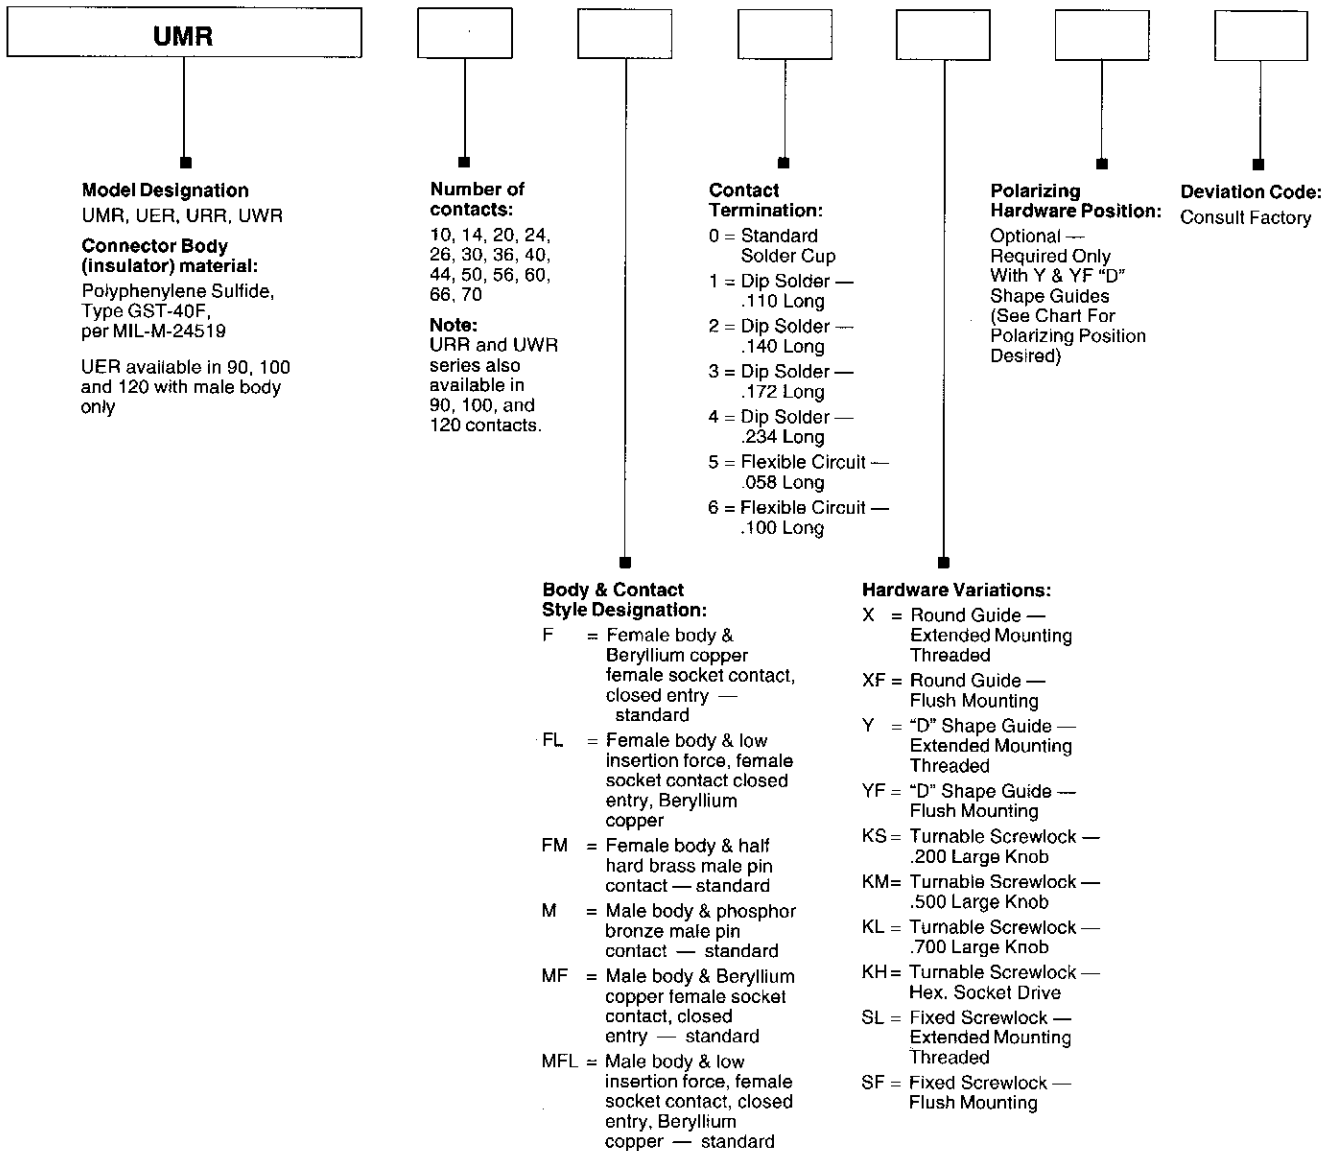 UMR
Model Designation
UMR, UER, URR, UWR
Connector Body
(insulator) material:
Polyphenylene Sulfide,
Type GST-40F,
per MIL-M-24519
UER available in 90, 100
and 120 with male body
only
Number of
contacts:
10, 14, 20, 24,
26, 30, 36, 40,
44, 50, 56, 60,
66, 70
Note:
URR and UWR
series also
available in
90, 100, and
120 contacts.
Contact
Termination:
0 = Standard
Solder Cup
1 = Dip Solder —
.110 Long
2 = Dip Solder —
.140 Long
3 = Dip Solder —
.172 Long
4 = Dip Solder —
.234 Long
5 = Flexible Circuit —
.058 Long
6 = Flexible Circuit —
.100 Long
Polarizing
Hardware Position:
Optional —
Required Only
With Y & YF “D”
Shape Guides
(See Chart For
Polarizing Position
Desired)
Deviation Code:
Consult Factory
Body & Contact
Style Designation:
F = Female body &
Beryllium copper
female socket contact,
closed entry —
standard
FL = Female body & low
insertion force, female
socket contact closed
entry, Beryllium
copper
FM = Female body & half
hard brass male pin
contact — standard
M = Male body & phosphor
bronze male pin
contact — standard
MF = Male body & Beryllium
copper female socket
contact, closed
entry — standard
MFL = Male body & low
insertion force, female
socket contact, closed
entry, Beryllium
copper — standard
Hardware Variations:
X = Round Guide —
Extended Mounting
Threaded
XF = Round Guide —
Flush Mounting
Y = “D” Shape Guide —
Extended Mounting
Threaded
YF = “D” Shape Guide —
Flush Mounting
KS = Turnable Screwlock —
.200 Large Knob
KM= Turnable Screwlock —
.500 Large Knob
KL = Turnable Screwlock —
.700 Large Knob
KH= Turnable Screwlock —
Hex. Socket Drive
SL = Fixed Screwlock —
Extended Mounting
Threaded
SF = Fixed Screwlock —
Flush Mounting